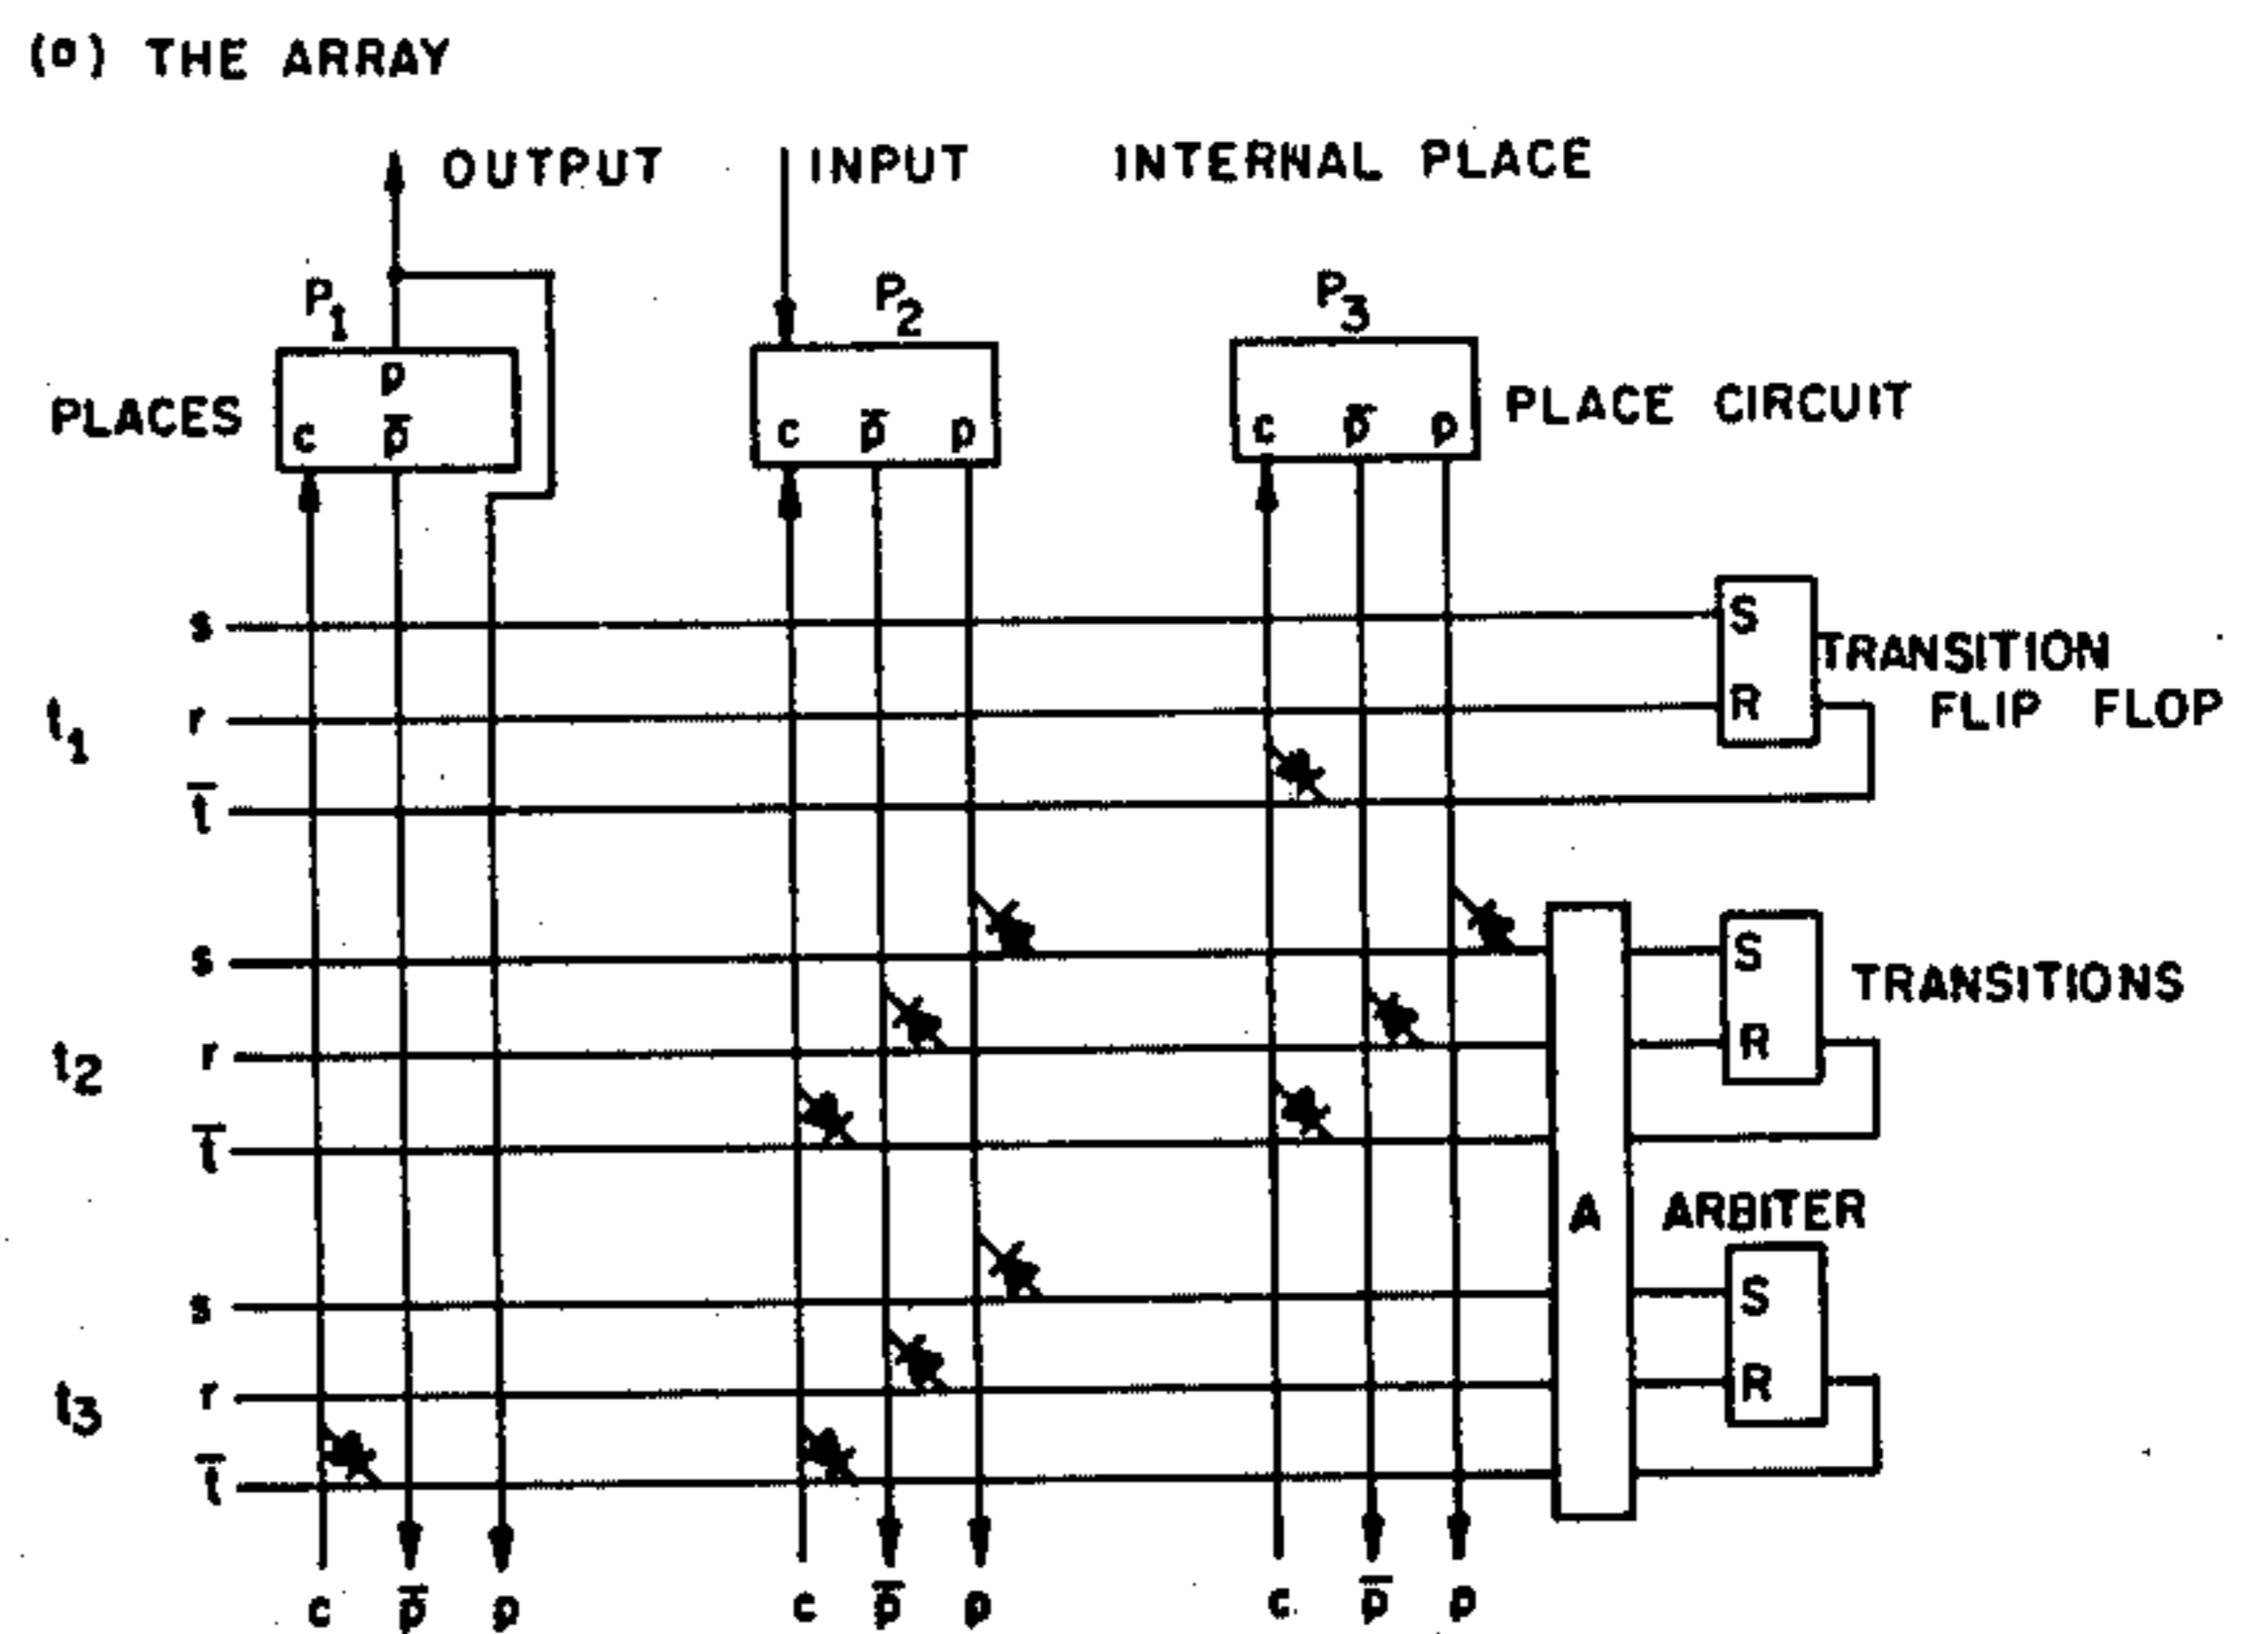 (a) THE ARRAY
OUTPUT INPUT INTERNAL PLACE
P1 P2 P3
p
PLACES c p̅ c p̅ p c p̅ p PLACE CIRCUIT
s S
TRANSITION
t1 r R FLIP FLOP
t̅
s S TRANSITIONS
t2 r R
t̅
A ARBITER
s S
t3 r R
t̅
c p̅ p c p̅ p c p̅ p